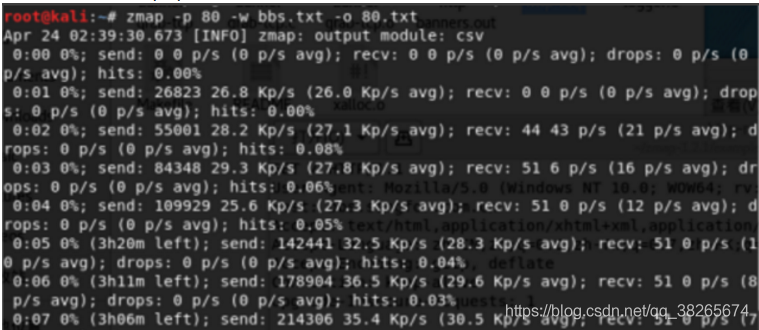 root@kali:~# zmap -p 80 -w bbs.txt -o 80.txt
Apr 24 02:39:30.673 [INFO] zmap: output module: csv
0:00 0%; send: 0 0 p/s (0 p/s avg); recv: 0 0 p/s (0 p/s avg); drops: 0 p/s (0
p/s avg); hits: 0.00%
0:01 0%; send: 26823 26.8 Kp/s (26.0 Kp/s avg); recv: 0 0 p/s (0 p/s avg); drop
s: 0 p/s (0 p/s avg); hits: 0.00%
0:02 0%; send: 55001 28.2 Kp/s (27.1 Kp/s avg); recv: 44 43 p/s (21 p/s avg); d
rops: 0 p/s (0 p/s avg); hits: 0.08%
0:03 0%; send: 84348 29.3 Kp/s (27.8 Kp/s avg); recv: 51 6 p/s (16 p/s avg); dr
ops: 0 p/s (0 p/s avg); hits: 0.06%
0:04 0%; send: 109929 25.6 Kp/s (27.3 Kp/s avg); recv: 51 0 p/s (12 p/s avg); d
rops: 0 p/s (0 p/s avg); hits: 0.05%
0:05 0% (3h20m left); send: 142441 32.5 Kp/s (28.3 Kp/s avg); recv: 51 0 p/s (1
0 p/s avg); drops: 0 p/s (0 p/s avg); hits: 0.04%
0:06 0% (3h11m left); send: 178904 36.5 Kp/s (29.6 Kp/s avg); recv: 51 0 p/s (8
p/s avg); drops: 0 p/s (0 p/s avg); hits: 0.03%
0:07 0% (3h06m left); send: 214306 35.4 Kp/s (30.5 Kp/s avg); recv: 0 p/s (7
https://blog.csdn.net/qq_38265674